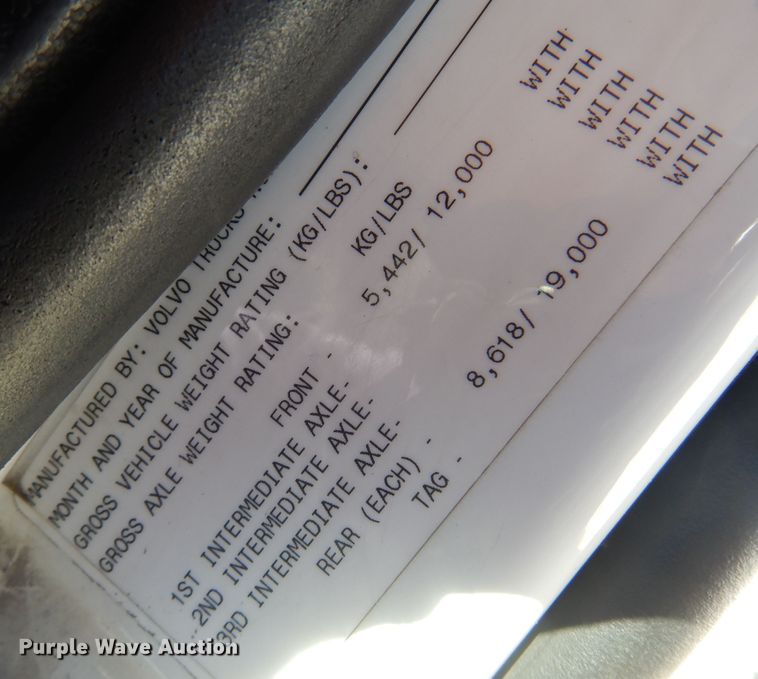 MANUFACTURED BY: VOLVO TRUCKS
MONTH AND YEAR OF MANUFACTURE:
GROSS VEHICLE WEIGHT RATING (KG/LBS):
GROSS AXLE WEIGHT RATING: KG/LBS
FRONT - 5,442/ 12,000 WITH
1ST INTERMEDIATE AXLE- WITH
2ND INTERMEDIATE AXLE- WITH
3RD INTERMEDIATE AXLE- WITH
REAR (EACH) - 8,618/ 19,000 WITH
TAG - WITH
Purple Wave Auction